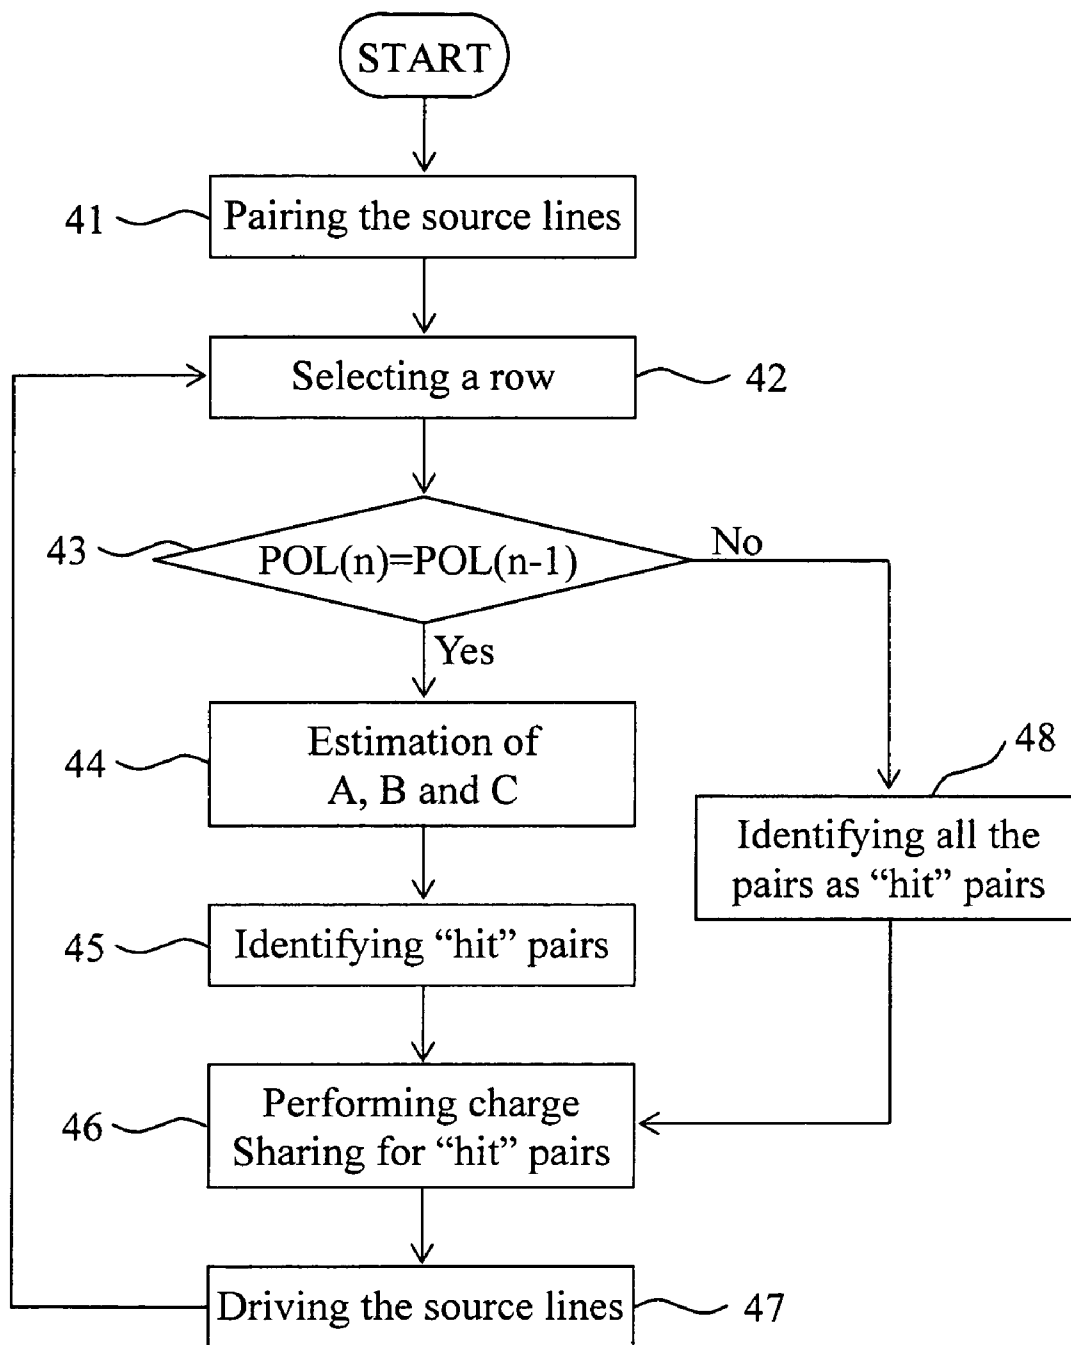 START
41
Pairing the source lines
Selecting a row
42
43
POL(n)=POL(n-1)
No
Yes
44
Estimation of
A, B and C
48
Identifying all the
pairs as “hit” pairs
45
Identifying “hit” pairs
46
Performing charge
Sharing for “hit” pairs
Driving the source lines
47